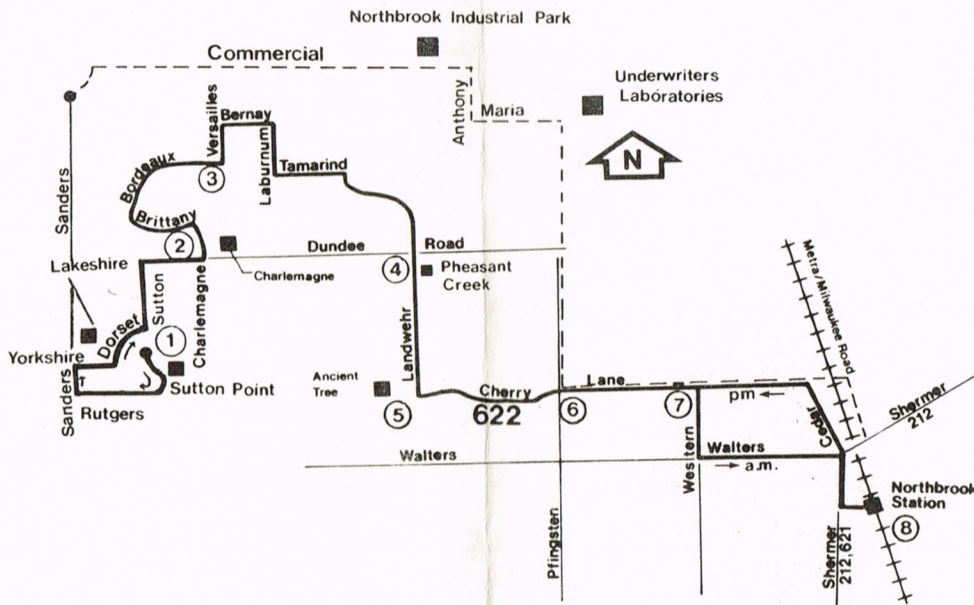 Northbrook Industrial Park
Commercial
Underwriters
Laboratories
Anthony
Maria
N
Versailles
Bernay
Laburnum
Tamarind
Bordeaux
3
Sanders
Brittany
2
Dundee Road
Charlemagne
4
Pheasant
Creek
Lakeshire
Sutton
Charlemagne
Dorset
1
Yorkshire
Sutton Point
Sanders
Rutgers
Landwehr
Ancient
Tree
5
Cherry Lane
622
6
7
pm
Cedar
Metra/Milwaukee Road
Shermer
212
Walters
Western
Walters
a.m.
Northbrook
Station
8
Pfingsten
Shermer
212,621